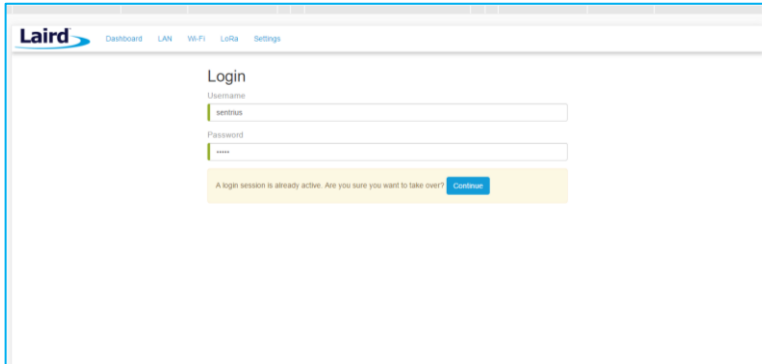 Laird
Dashboard LAN Wi-Fi LoRa Settings
Login
Username
sentrius
Password
A login session is already active. Are you sure you want to take over? Continue